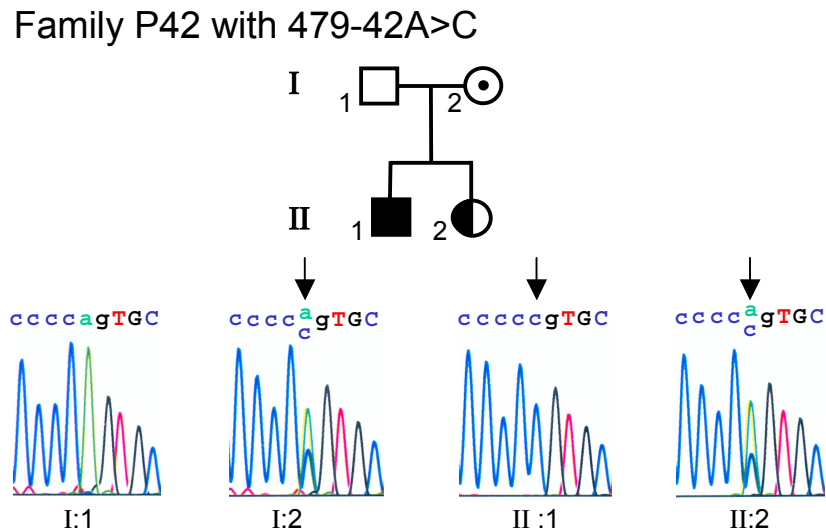 Family P42 with 479-42A>C
I
1
2
II
1
2
ccccagTGC
cccc a/c gTGC
cccccgTGC
cccc a/c gTGC
I:1
I:2
II :1
II:2